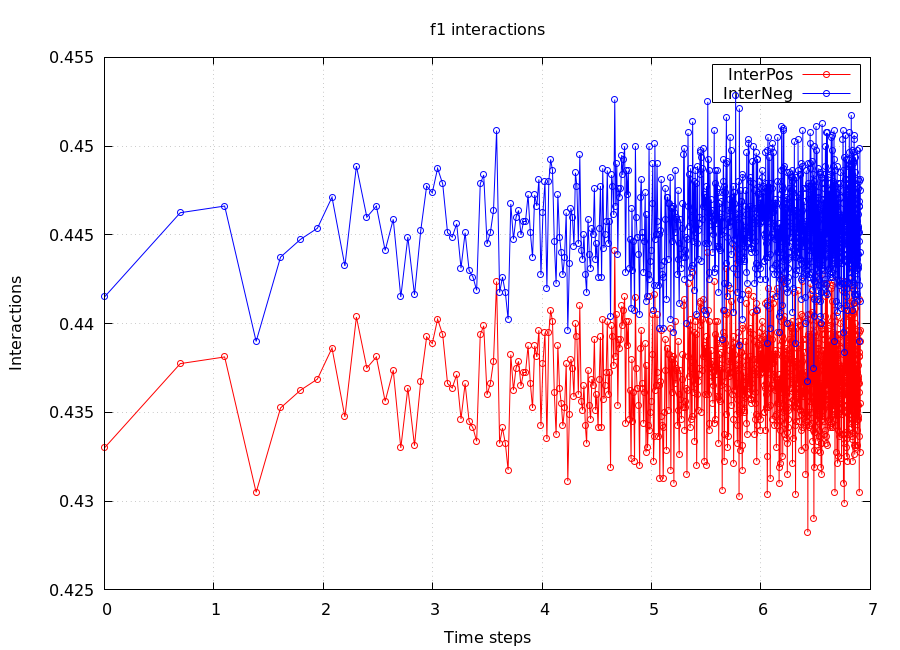 f1 interactions
0.455
0.45
0.445
0.44
0.435
0.43
0.425
Interactions
InterPos
InterNeg
0 1 2 3 4 5 6 7
Time steps